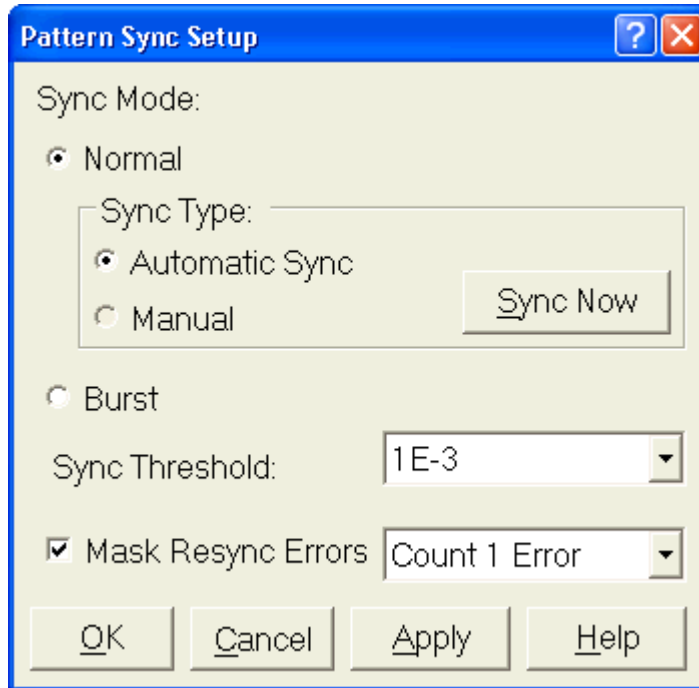 Pattern Sync Setup
?
Sync Mode:
Normal
Sync Type:
Automatic Sync
Manual
Sync Now
Burst
Sync Threshold:
1E-3
Mask Resync Errors
Count 1 Error
OK
Cancel
Apply
Help